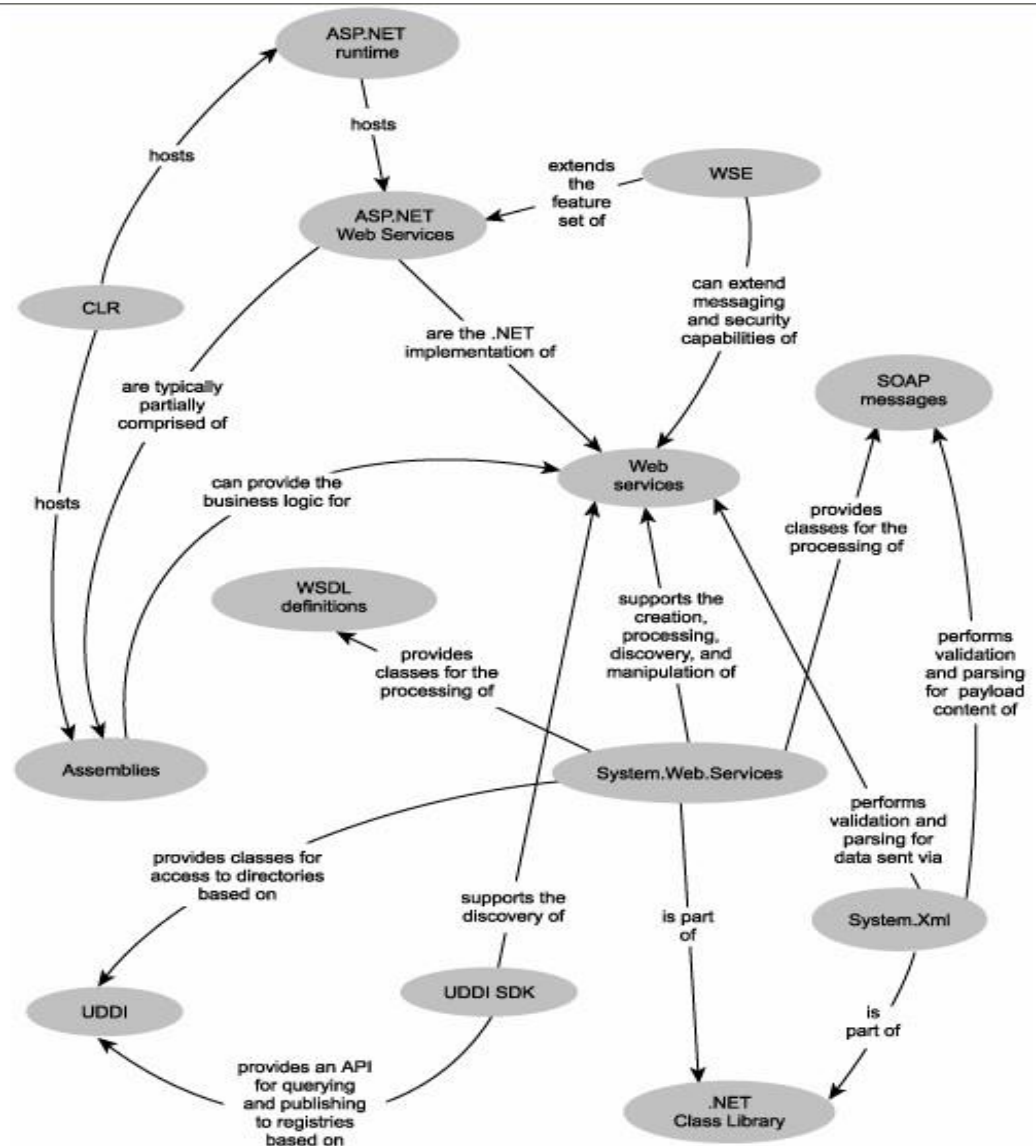 ASP.NET
runtime
hosts
hosts
extends
the
feature
set of
WSE
ASP.NET
Web Services
CLR
can extend
messaging
and security
capabilities of
are the .NET
implementation of
are typically
partially
comprised of
SOAP
messages
can provide the
business logic for
Web
services
hosts
provides
classes for the
processing of
WSDL
definitions
supports the
creation,
processing,
discovery, and
manipulation of
provides
classes for the
processing of
performs
validation
and parsing
for payload
content of
Assemblies
System.Web.Services
performs
validation and
parsing for
data sent via
provides classes for
access to directories
based on
supports the
discovery of
is part
of
System.Xml
UDDI
UDDI SDK
is
part of
provides an API
for querying
and publishing
to registries
based on
.NET
Class Library